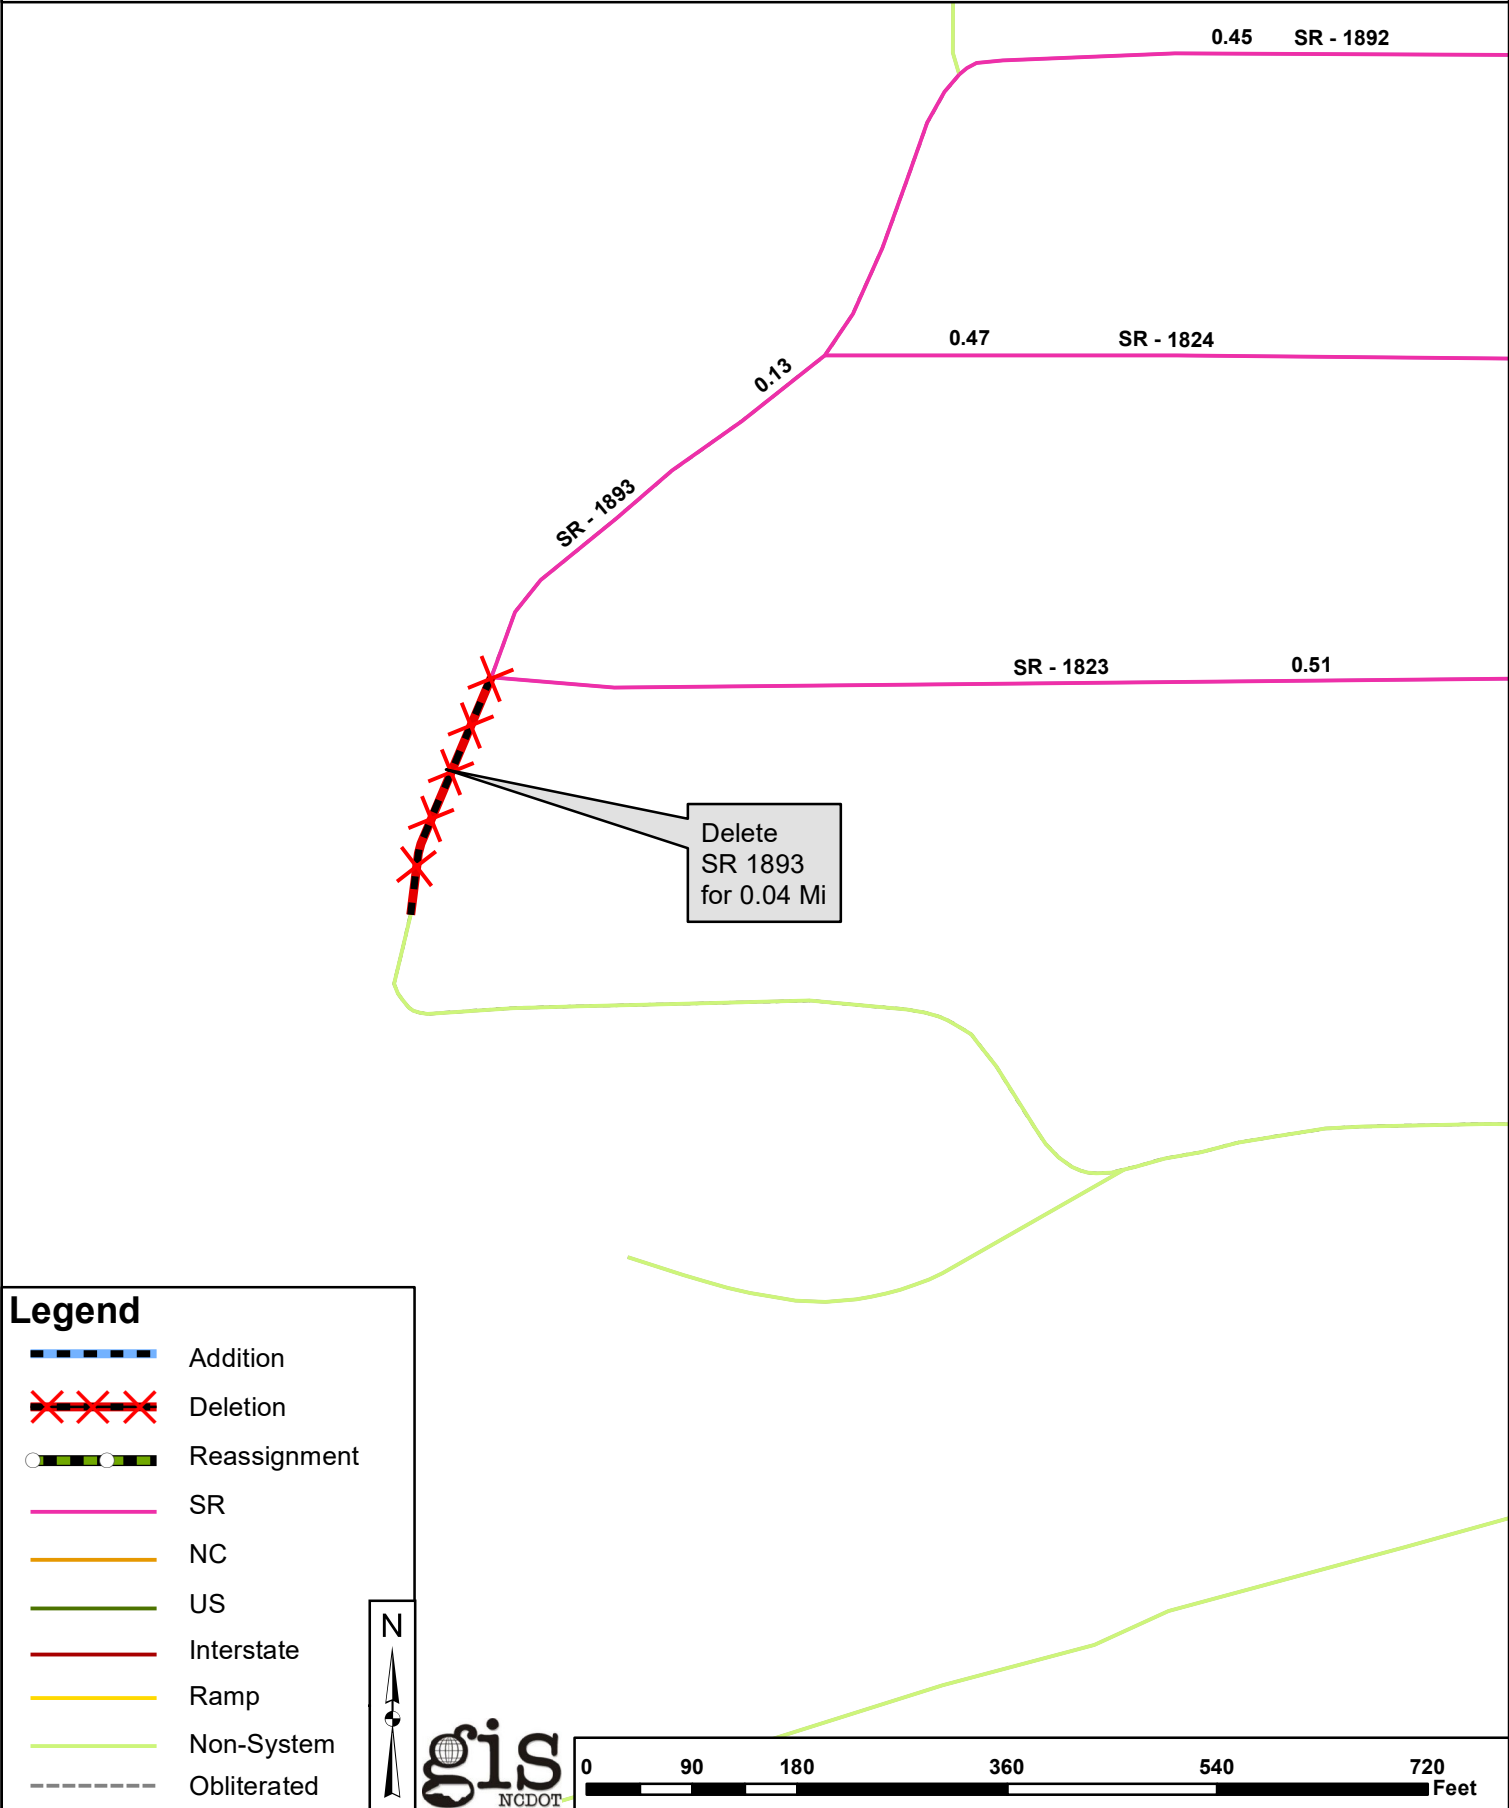 0.45 SR - 1892
0.47 SR - 1824
0.13
SR - 1893
SR - 1823 0.51
Delete
SR 1893
for 0.04 Mi
Legend
Addition
Deletion
Reassignment
SR
NC
US
Interstate
Ramp
Non-System
Obliterated
N
gis
NCDOT
0 90 180 360 540 720
Feet